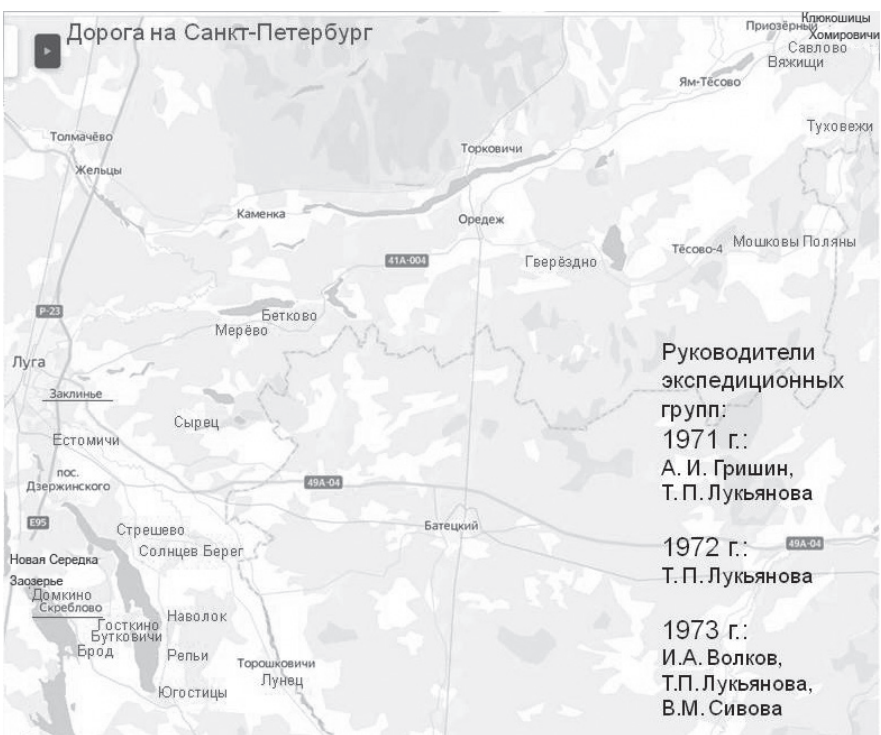 Дорога на Санкт-Петербург
Клюкошицы
Приозёрный
Хомировичи
Савлово
Вяжищи
Ям-Тёсово
Туховежи
Толмачёво
Торковичи
Жельцы
Каменка
Оредеж
Мошковы Поляны
Тёсово-4
Гверёздно
41А-004
Р-23
Бетково
Мерёво
Луга
Заклинье
Сырец
Естомичи
пос.
Дзержинского
49А-04
Е95
Батецкий
Стрешево
Солнцев Берег
49А-04
Новая Середка
Заозерье
Домкино
Скреблово
Госткино
Наволок
Бутковичи
Брод
Репьи
Торошковичи
Лунец
Югостицы
Руководители
экспедиционных
групп:
1971 г.:
А. И. Гришин,
Т. П. Лукьянова
1972 г.:
Т. П. Лукьянова
1973 г.:
И.А. Волков,
Т.П. Лукьянова,
В.М. Сивова